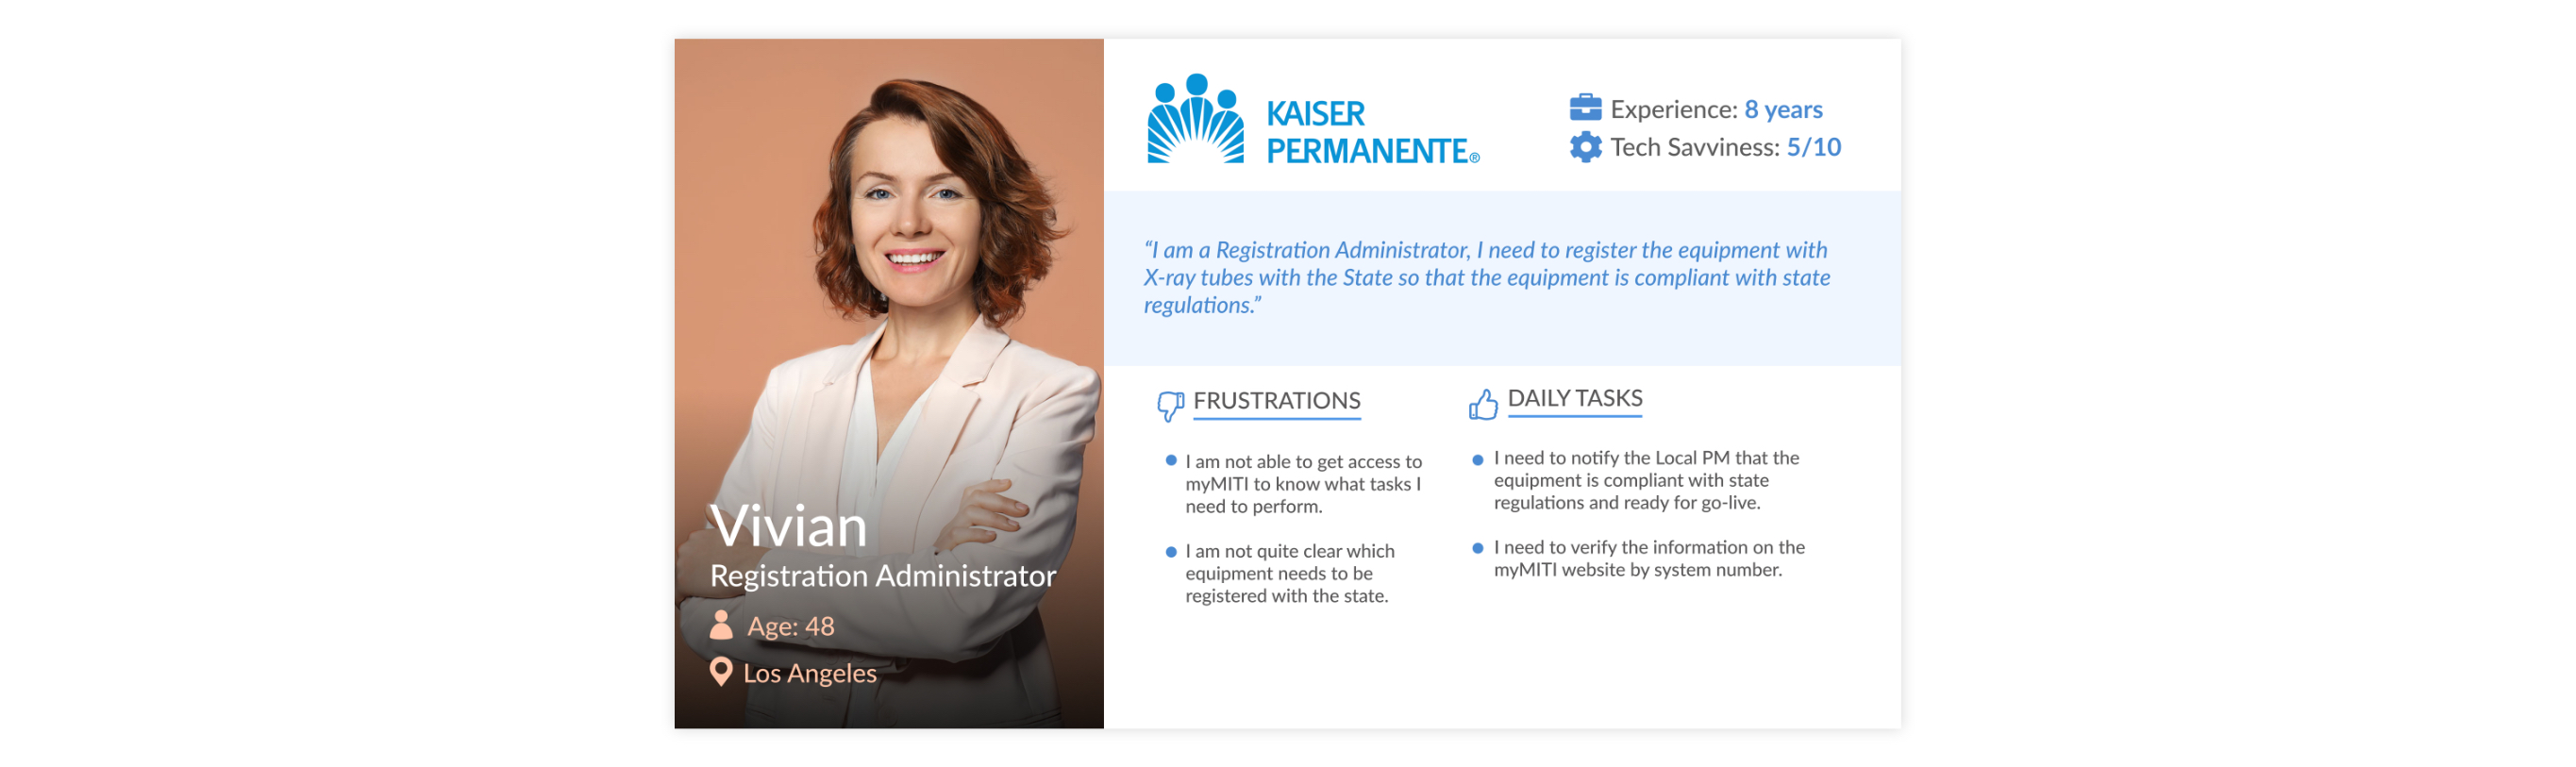 KAISER
PERMANENTE®
Experience: 8 years
Tech Savviness: 5/10
“I am a Registration Administrator, I need to register the equipment with
X-ray tubes with the State so that the equipment is compliant with state
regulations.”
FRUSTRATIONS
I am not able to get access to
myMITI to know what tasks I
need to perform.
I am not quite clear which
equipment needs to be
registered with the state.
DAILY TASKS
I need to notify the Local PM that the
equipment is compliant with state
regulations and ready for go-live.
I need to verify the information on the
myMITI website by system number.
Vivian
Registration Administrator
Age: 48
Los Angeles